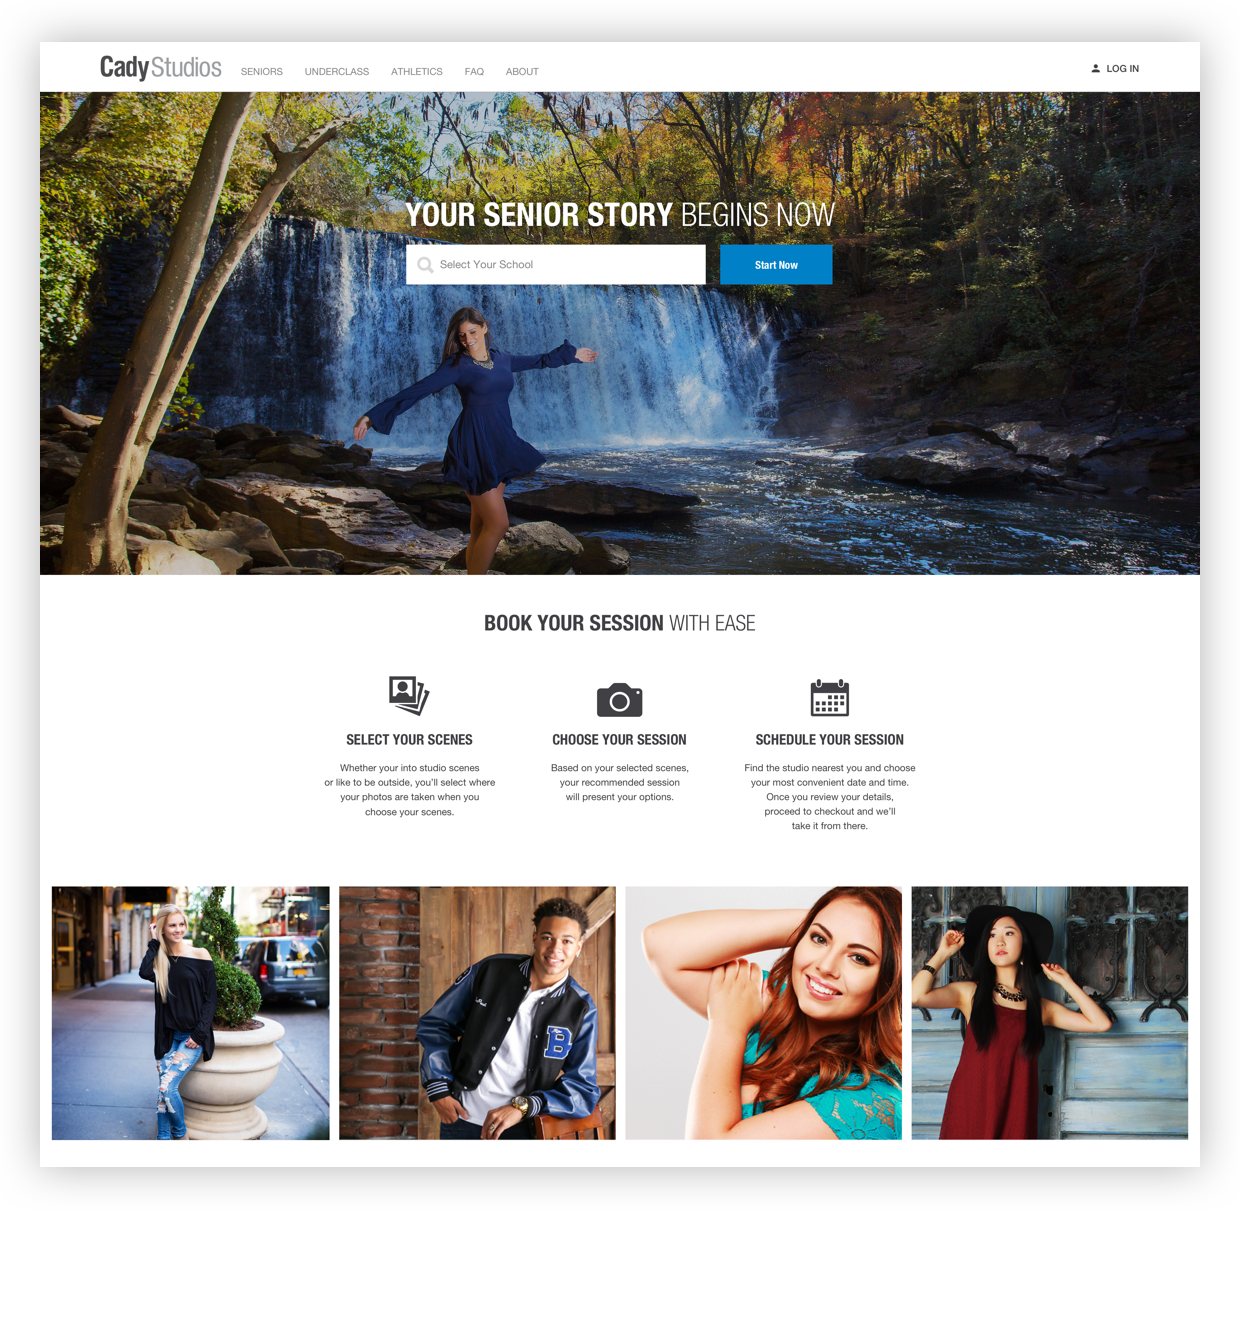 CadyStudios
SENIORS UNDERCLASS ATHLETICS FAQ ABOUT
LOG IN
YOUR SENIOR STORY BEGINS NOW
Select Your School
Start Now
BOOK YOUR SESSION WITH EASE
SELECT YOUR SCENES
Whether your into studio scenes
or like to be outside, you'll select where
your photos are taken when you
choose your scenes.
CHOOSE YOUR SESSION
Based on your selected scenes,
your recommended session
will present your options.
SCHEDULE YOUR SESSION
Find the studio nearest you and choose
your most convenient date and time.
Once you review your details,
proceed to checkout and we'll
take it from there.
B